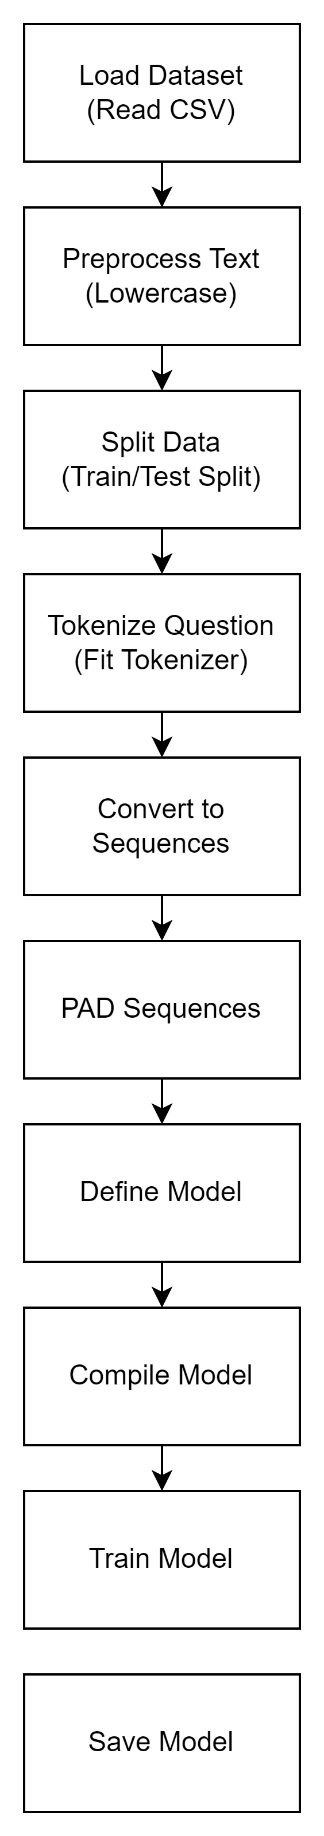 Load Dataset
(Read CSV)
Preprocess Text
(Lowercase)
Split Data
(Train/Test Split)
Tokenize Question
(Fit Tokenizer)
Convert to
Sequences
PAD Sequences
Define Model
Compile Model
Train Model
Save Model